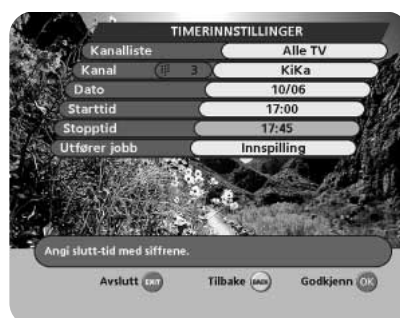 TIMERINNSTILLINGER
Kanalliste Alle TV
Kanal 3 KiKa
Dato 10/06
Starttid 17:00
Stopptid 17:45
Utfører jobb Innspilling
Angi slutt-tid med siffrene.
Avslutt EXIT Tilbake BACK Godkjenn OK